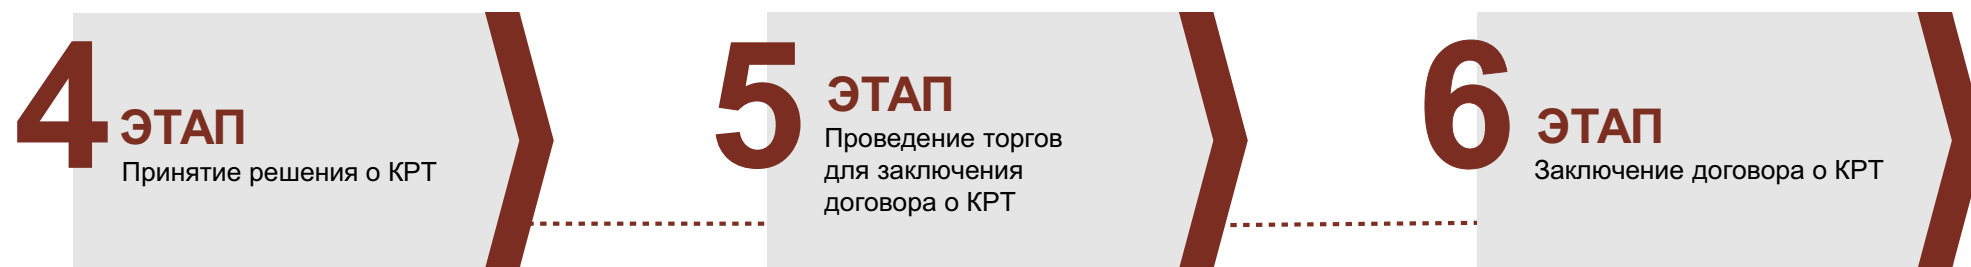 4 ЭТАП
Принятие решения о КРТ
5 ЭТАП
Проведение торгов
для заключения
договора о КРТ
6 ЭТАП
Заключение договора о КРТ